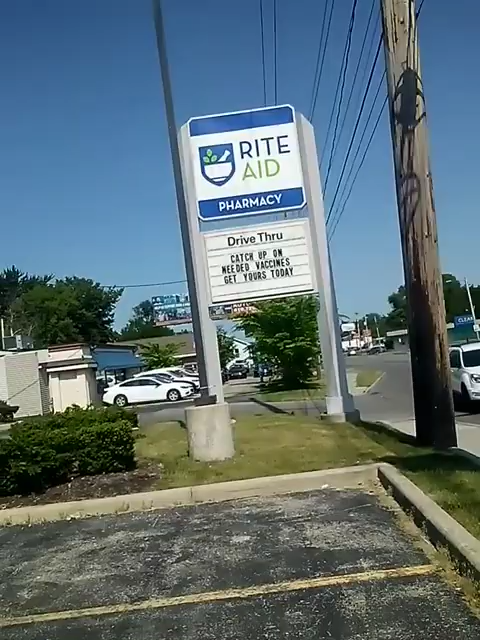 RITE
AID
PHARMACY
Drive Thru
CATCH UP ON
NEEDED VACCINES
GET YOURS TODAY